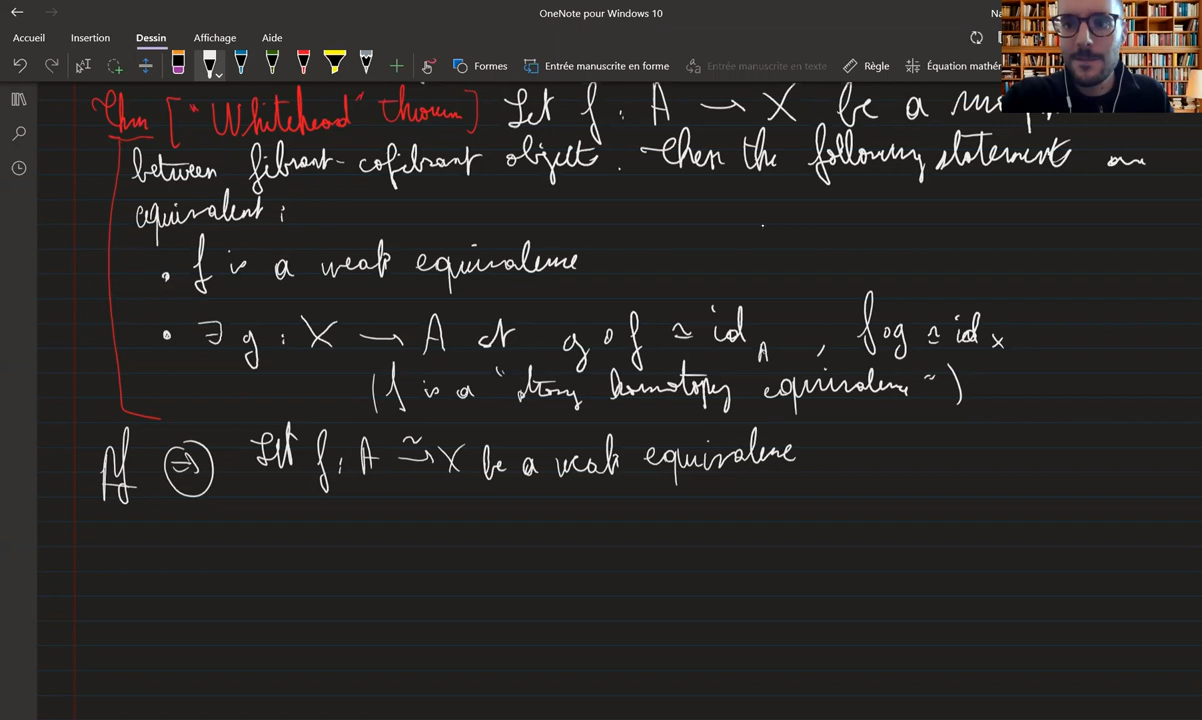 OneNote pour Windows 10
Accueil Insertion Dessin Affichage Aide
Formes Entrée manuscrite en forme Entrée manuscrite en texte Règle Équation mathé
Thm ["Whitehead" theorem] Let f : A → X be a morp
between fibrant-cofibrant objects. Then the following statements are
equivalent :
• f is a weak equivalence
• ∃ g : X → A st g ∘ f ≃ id_A , f ∘ g ≃ id_X
(f is a "strong homotopy equivalence")
Pf ⇒ Let f : A ⥲ X be a weak equivalence